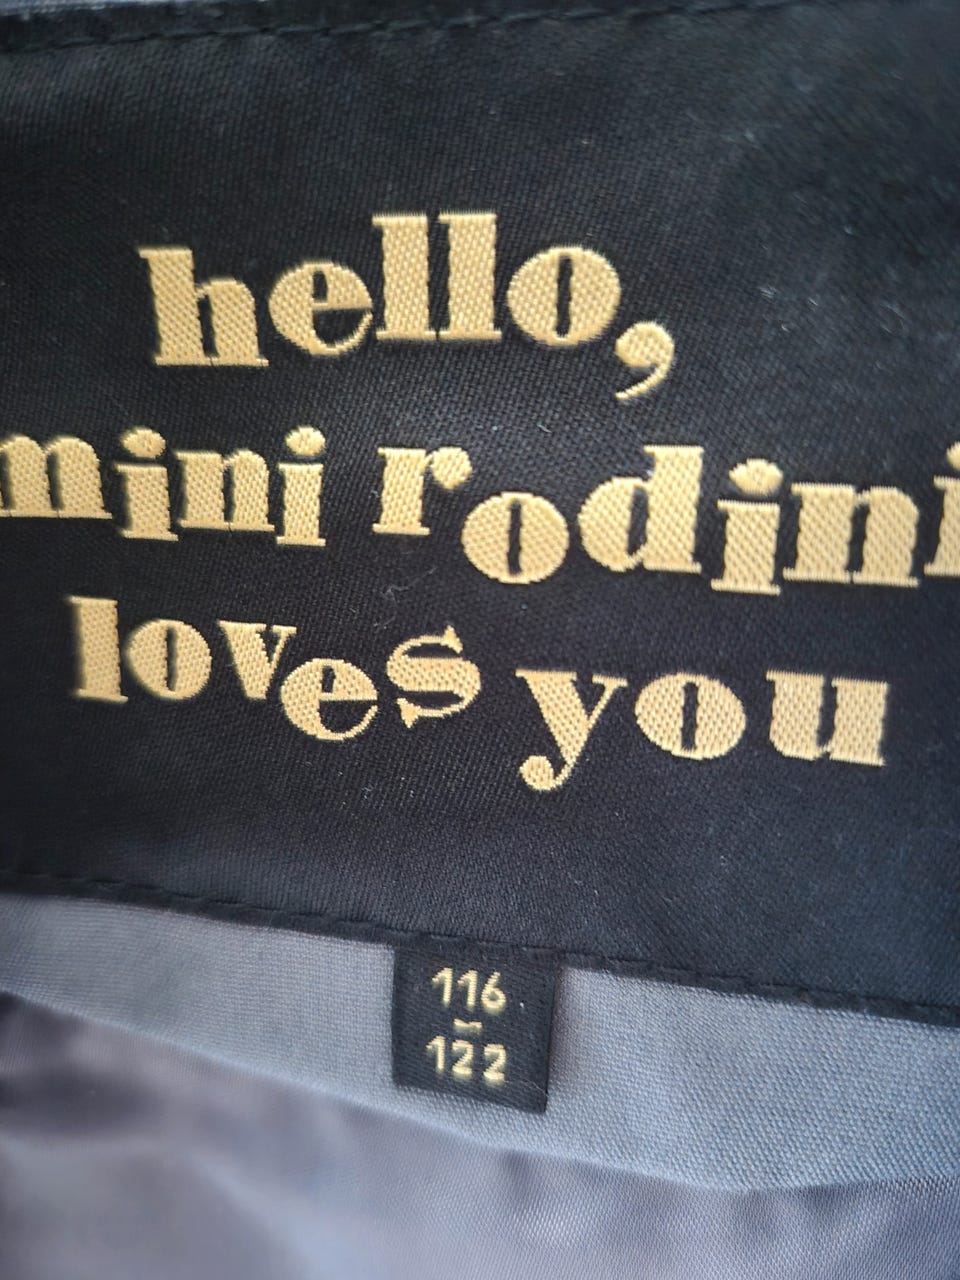 hello,
mini rodini
loves you
116
-
122